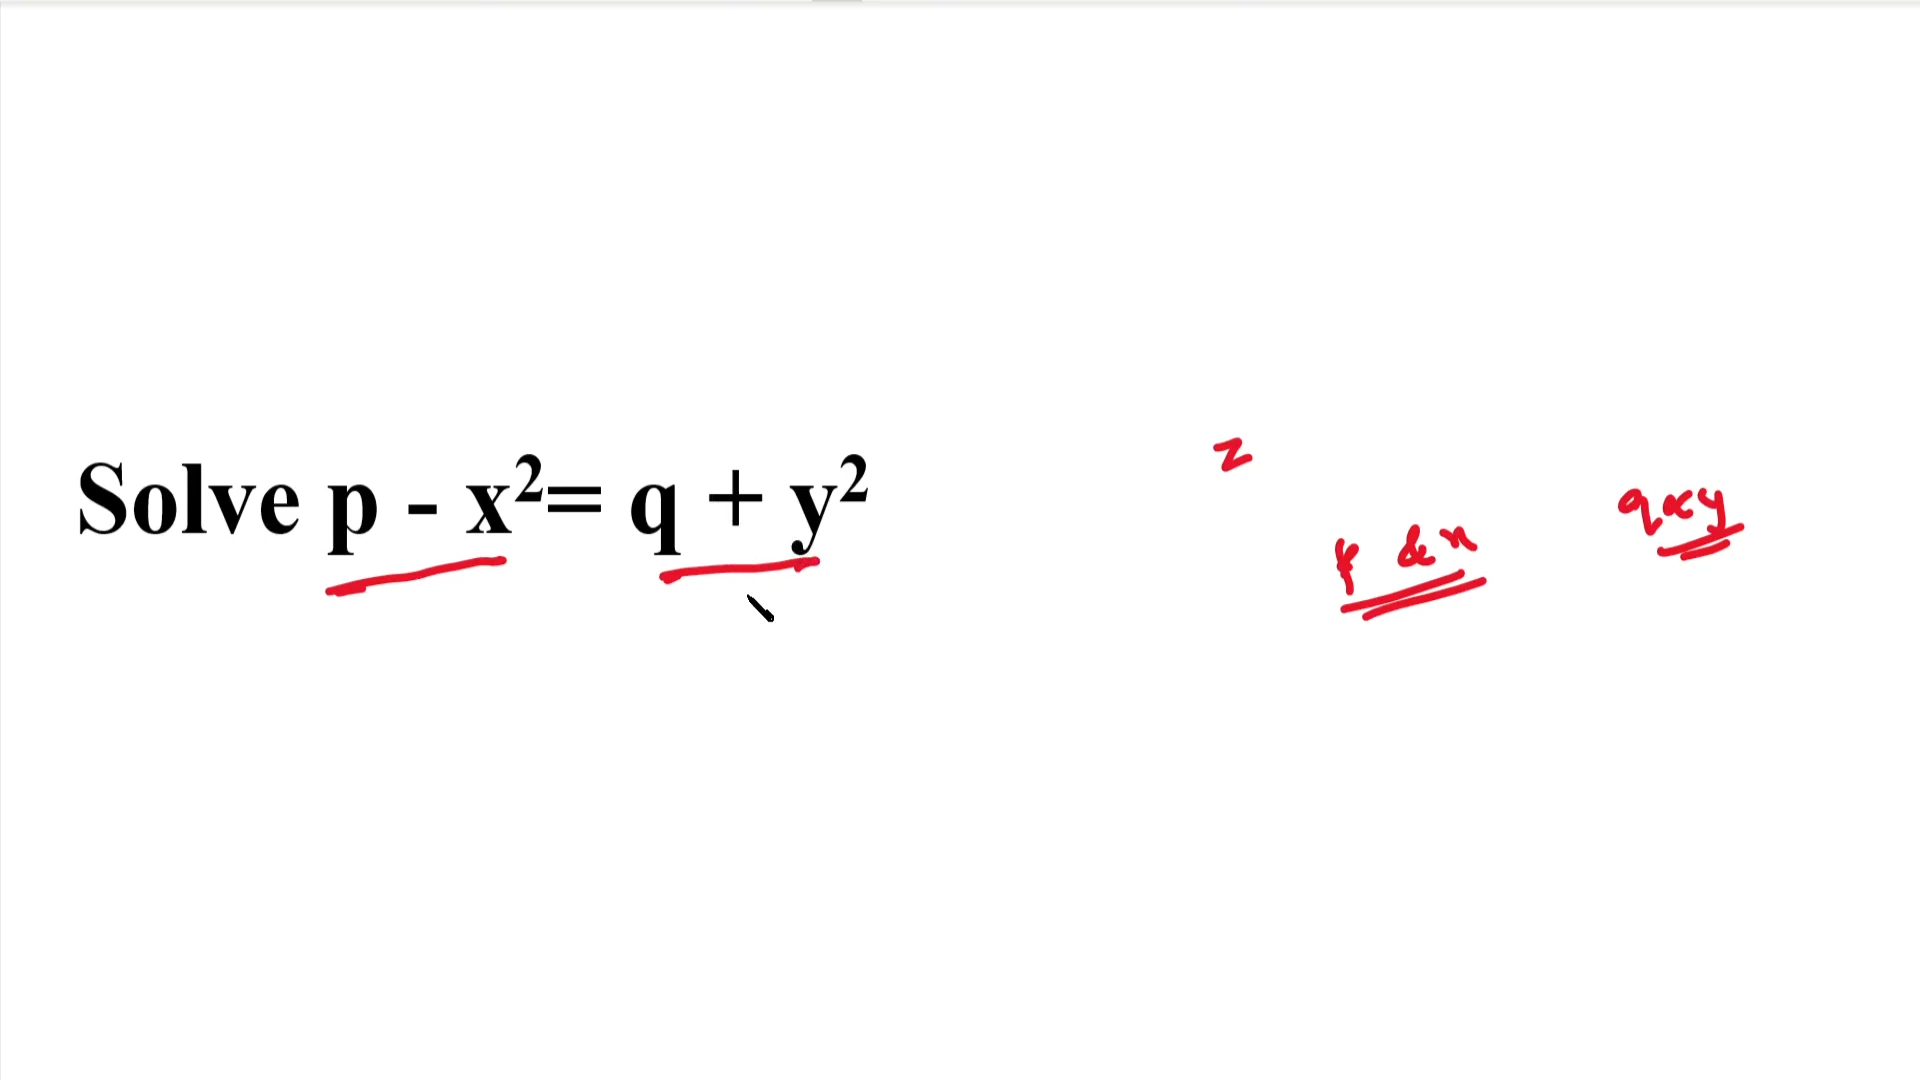 Solve p - x²= q + y²
z
p & x
q & y